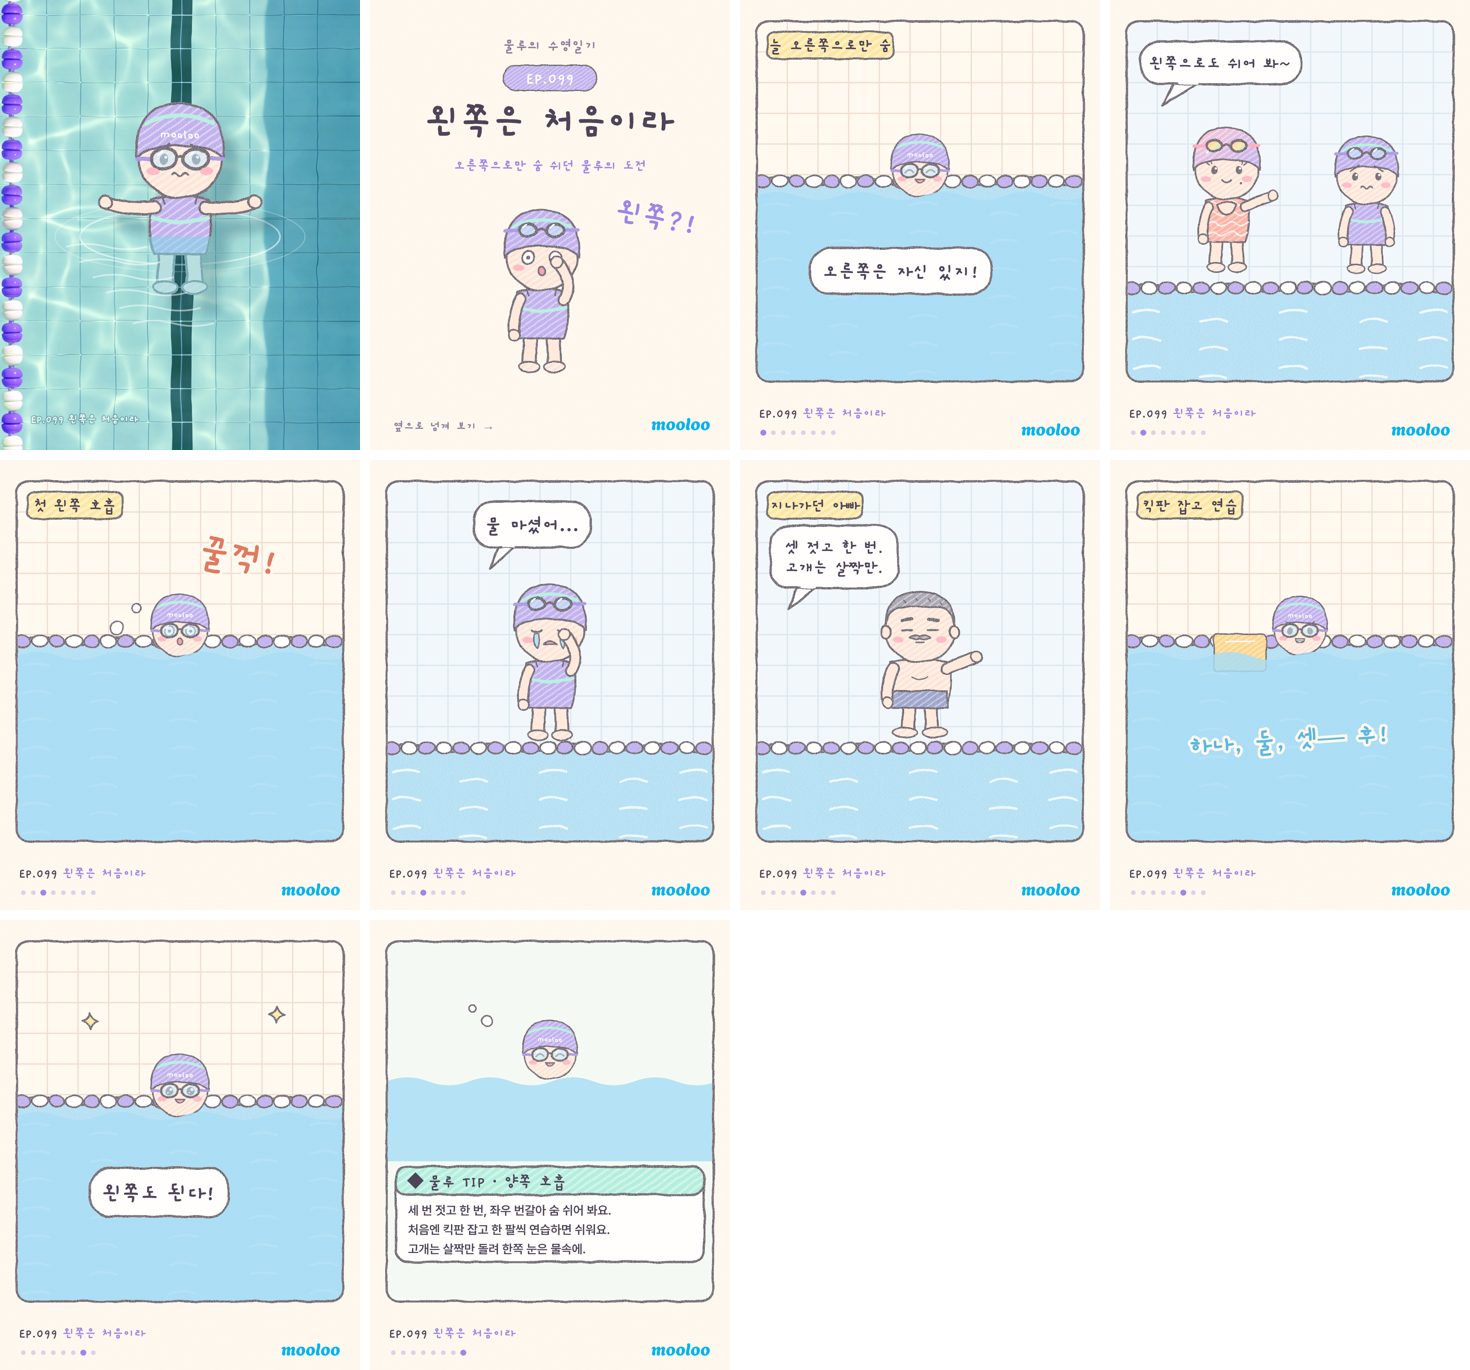 mooloo
EP.099 왼쪽은 처음이라
물루의 수영일기
EP.099
왼쪽은 처음이라
오른쪽으로만 숨 쉬던 물루의 도전
왼쪽?!
옆으로 넘겨 보기 →
mooloo
늘 오른쪽으로만 숨
mooloo
오른쪽은 자신 있지!
EP.099 왼쪽은 처음이라
mooloo
왼쪽으로도 쉬어 봐~
EP.099 왼쪽은 처음이라
mooloo
첫 왼쪽 호흡
꿀꺽!
mooloo
EP.099 왼쪽은 처음이라
mooloo
물 마셨어...
EP.099 왼쪽은 처음이라
mooloo
지나가던 아빠
셋 젓고 한 번.
고개는 살짝만.
EP.099 왼쪽은 처음이라
mooloo
킥판 잡고 연습
mooloo
하나, 둘, 셋— 후!
EP.099 왼쪽은 처음이라
mooloo
mooloo
왼쪽도 된다!
EP.099 왼쪽은 처음이라
mooloo
mooloo
◆ 물루 TIP · 양쪽 호흡
세 번 젓고 한 번, 좌우 번갈아 숨 쉬어 봐요.
처음엔 킥판 잡고 한 팔씩 연습하면 쉬워요.
고개는 살짝만 돌려 한쪽 눈은 물속에.
EP.099 왼쪽은 처음이라
mooloo